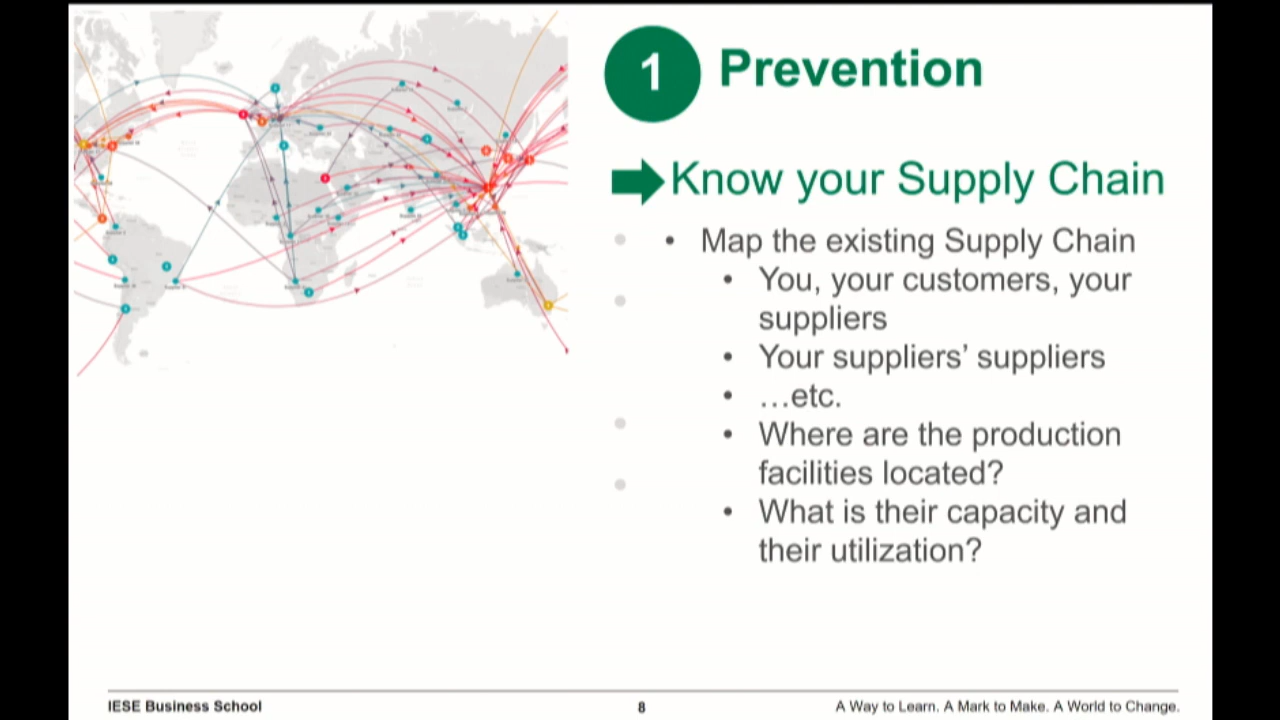 1
Prevention
Know your Supply Chain
• Map the existing Supply Chain
• You, your customers, your
suppliers
• Your suppliers’ suppliers
• …etc.
• Where are the production
facilities located?
• What is their capacity and
their utilization?
IESE Business School
8
A Way to Learn. A Mark to Make. A World to Change.